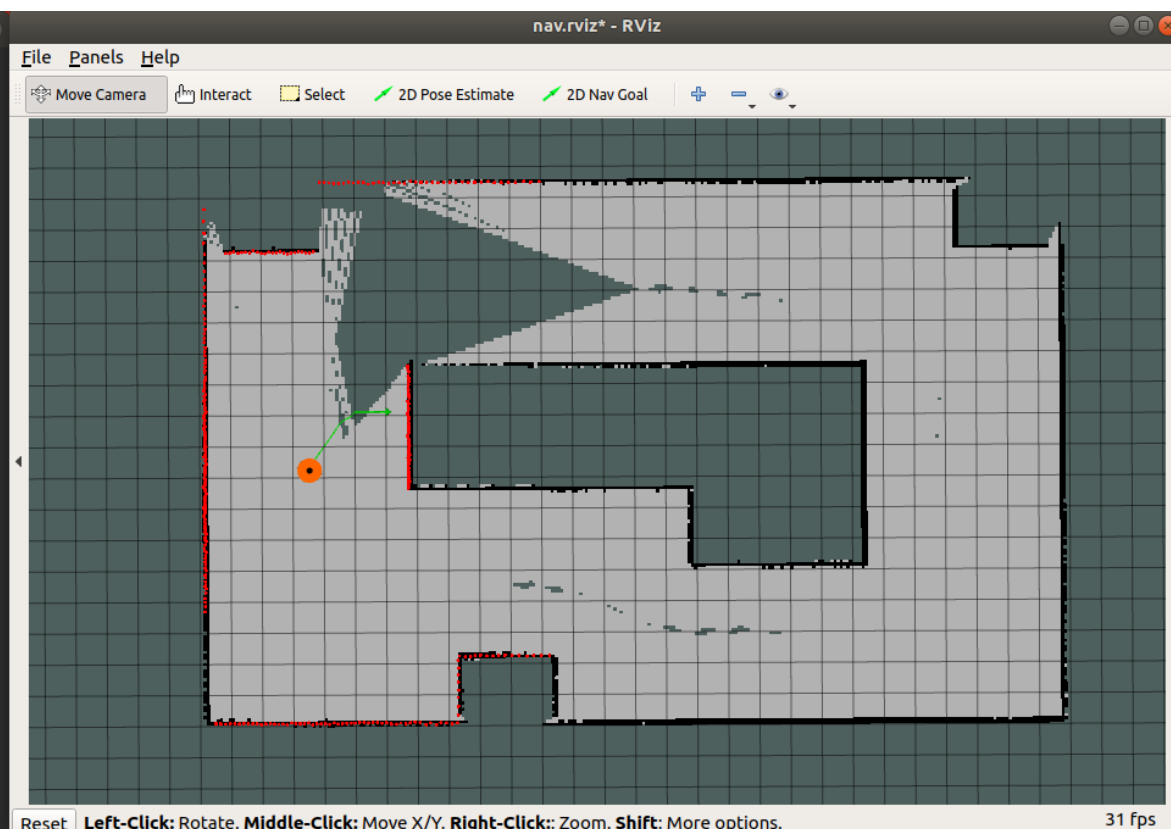 nav.rviz* - RViz
File Panels Help
Move Camera Interact Select 2D Pose Estimate 2D Nav Goal
Reset Left-Click: Rotate. Middle-Click: Move X/Y. Right-Click:: Zoom. Shift: More options. 31 fps